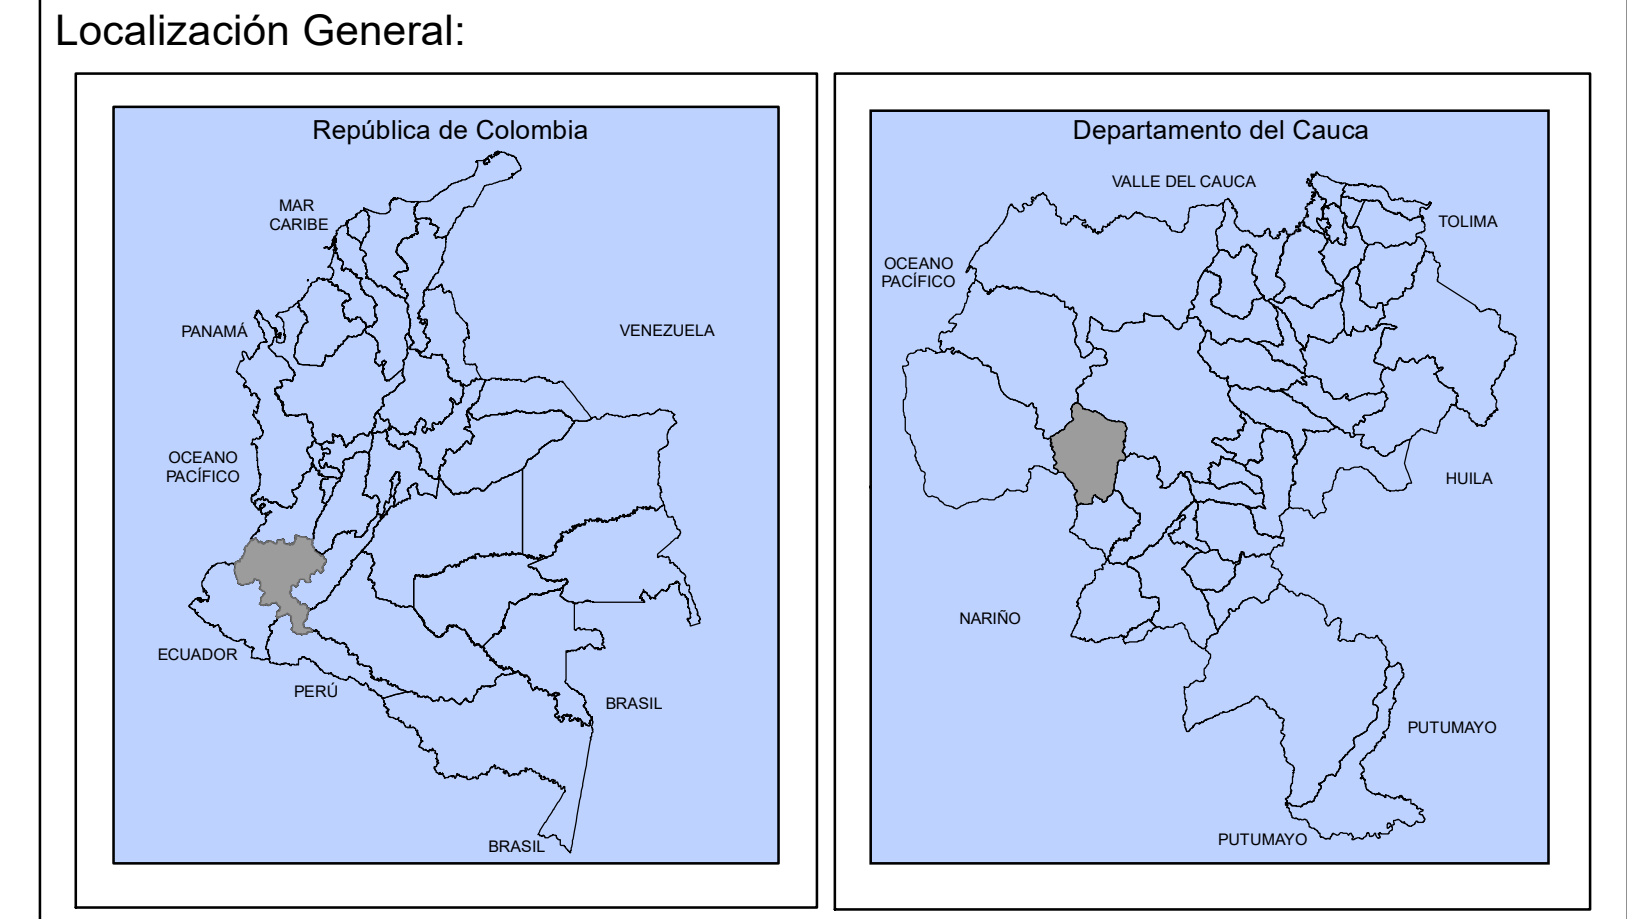 Localización General:
República de Colombia
MAR
CARIBE
PANAMÁ
VENEZUELA
OCEANO
PACÍFICO
ECUADOR
PERÚ
BRASIL
BRASIL
Departamento del Cauca
VALLE DEL CAUCA
TOLIMA
OCEANO
PACÍFICO
HUILA
NARIÑO
PUTUMAYO
PUTUMAYO